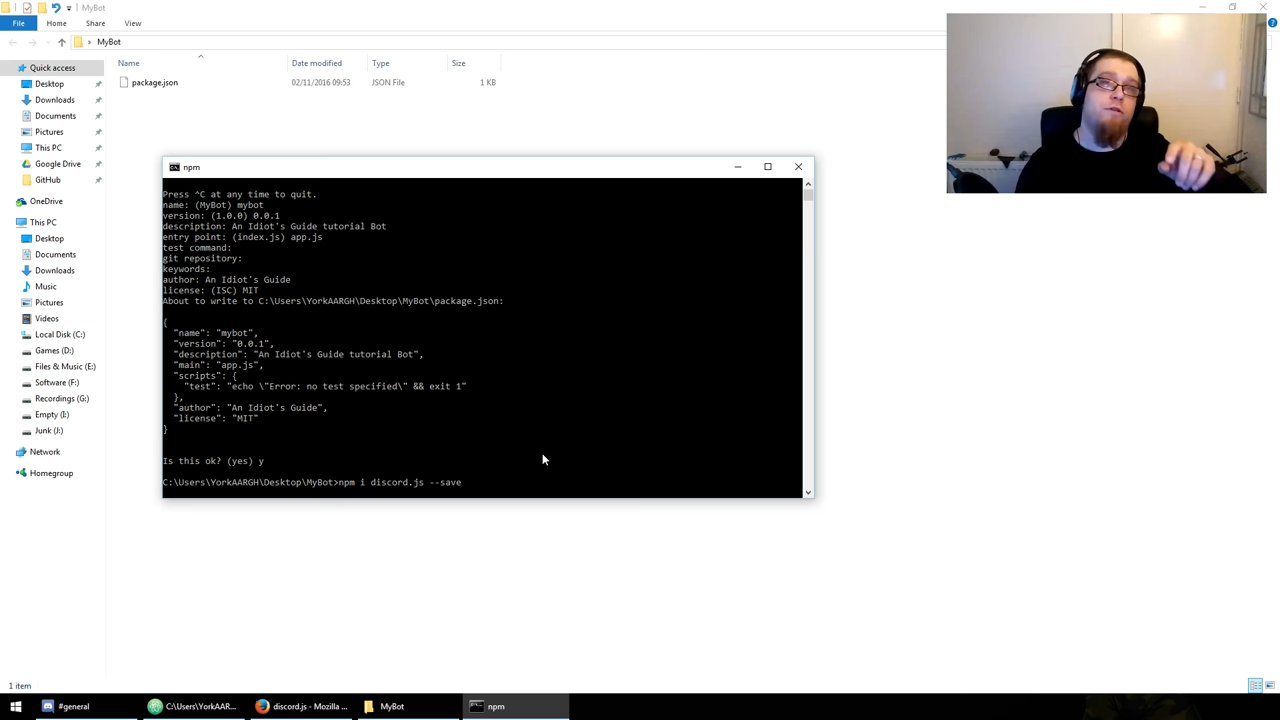 MyBot
File
Home
Share
View
MyBot
Name
Date modified
Type
Size
Quick access
Desktop
Downloads
Documents
Pictures
This PC
Google Drive
GitHub
OneDrive
This PC
Desktop
Documents
Downloads
Music
Pictures
Videos
Local Disk (C:)
Games (D:)
Files & Music (E:)
Software (F:)
Recordings (G:)
Empty (I:)
Junk (J:)
Network
Homegroup
package.json
02/11/2016 09:53
JSON File
1 KB
npm
Press ^C at any time to quit.
name: (MyBot) mybot
version: (1.0.0) 0.0.1
description: An Idiot's Guide tutorial Bot
entry point: (index.js) app.js
test command:
git repository:
keywords:
author: An Idiot's Guide
license: (ISC) MIT
About to write to C:\Users\YorkAARGH\Desktop\MyBot\package.json:
{
"name": "mybot",
"version": "0.0.1",
"description": "An Idiot's Guide tutorial Bot",
"main": "app.js",
"scripts": {
"test": "echo \"Error: no test specified\" && exit 1"
},
"author": "An Idiot's Guide",
"license": "MIT"
}
Is this ok? (yes) y
C:\Users\YorkAARGH\Desktop\MyBot>npm i discord.js --save
1 item
#general
C:\Users\YorkAAR...
discord.js - Mozilla ...
MyBot
npm